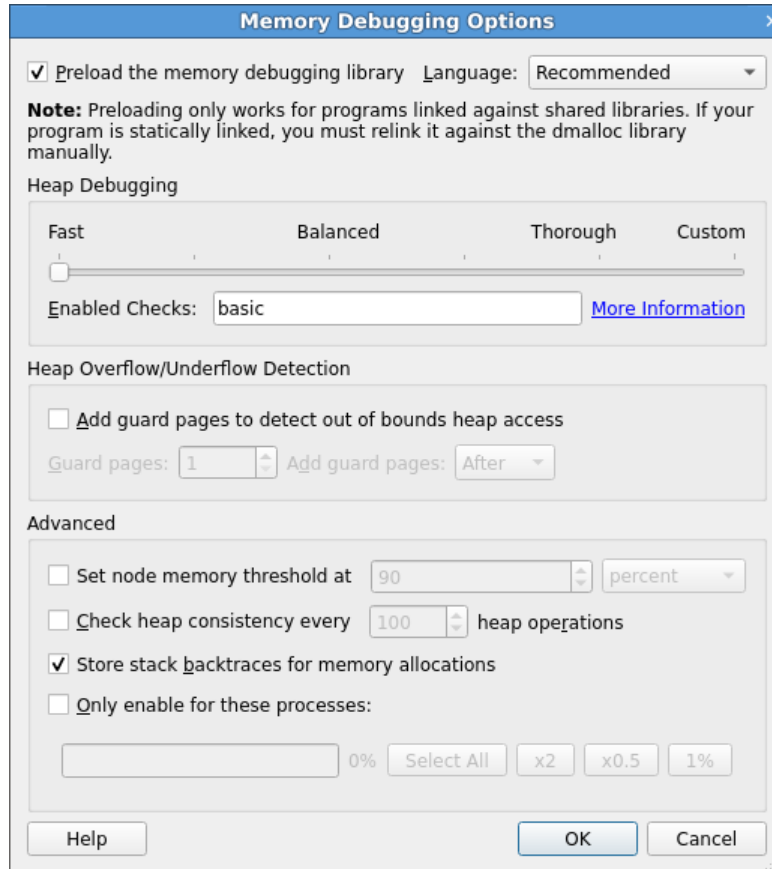 Memory Debugging Options
Preload the memory debugging library Language: Recommended
Note: Preloading only works for programs linked against shared libraries. If your
program is statically linked, you must relink it against the dmalloc library
manually.
Heap Debugging
Fast Balanced Thorough Custom
Enabled Checks: basic More Information
Heap Overflow/Underflow Detection
Add guard pages to detect out of bounds heap access
Guard pages: 1 Add guard pages: After
Advanced
Set node memory threshold at 90 percent
Check heap consistency every 100 heap operations
Store stack backtraces for memory allocations
Only enable for these processes:
0% Select All x2 x0.5 1%
Help OK Cancel